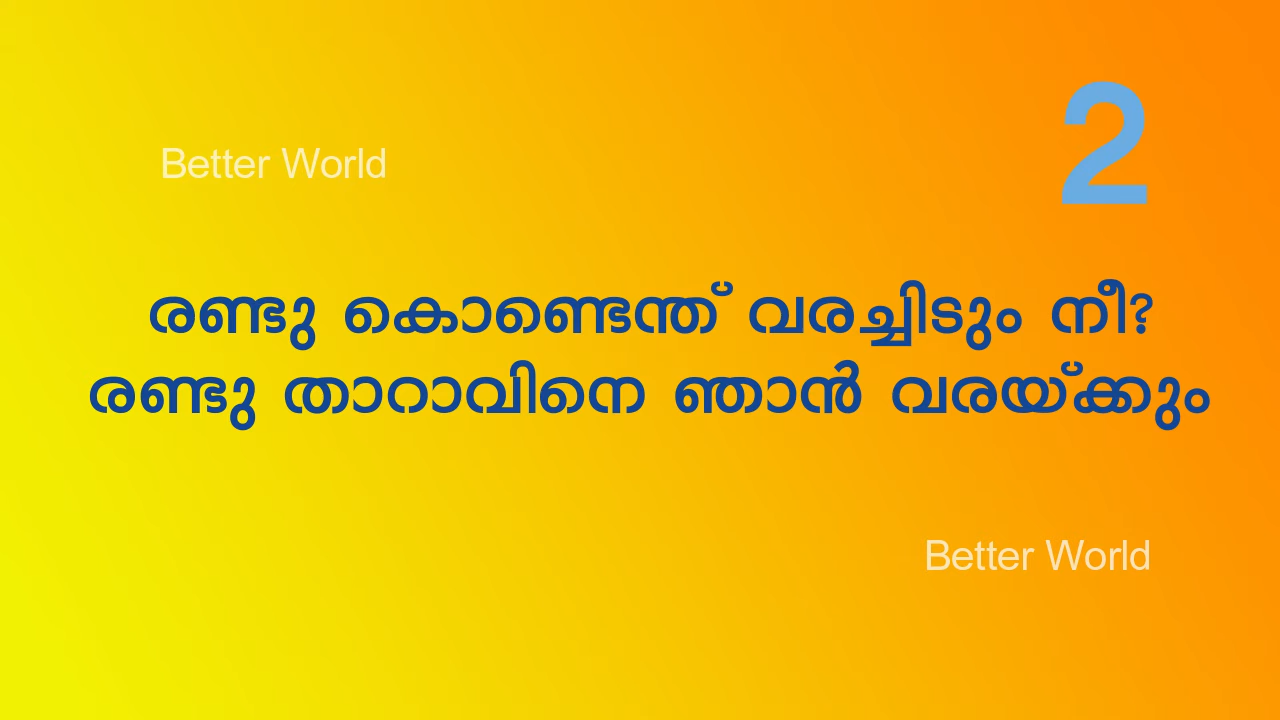 2
Better World
രണ്ടു കൊണ്ടെന്ത് വരച്ചിടും നീ?
രണ്ടു താറാവിനെ ഞാൻ വരയ്ക്കും
Better World